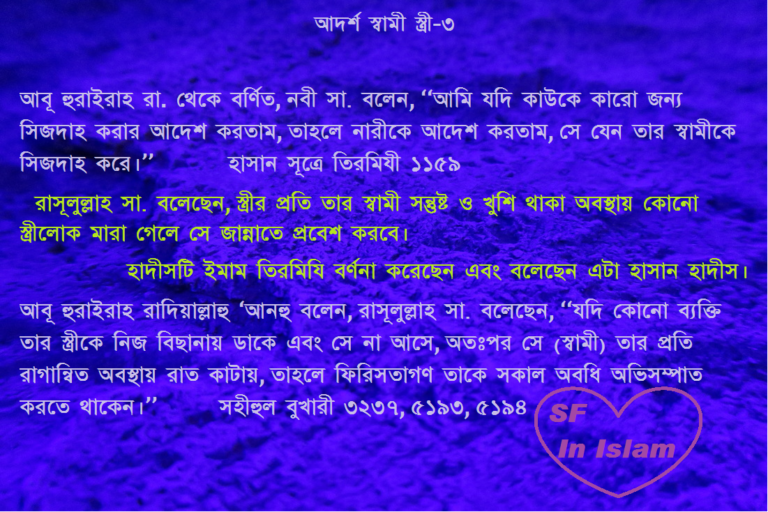 আদর্শ স্বামী স্ত্রী-৩
আবূ হুরাইরাহ রা. থেকে বর্ণিত, নবী সা. বলেন, “আমি যদি কাউকে কারো জন্য
সিজদাহ করার আদেশ করতাম, তাহলে নারীকে আদেশ করতাম, সে যেন তার স্বামীকে
সিজদাহ করে।” হাসান সূত্রে তিরমিযী ১১৫৯
রাসূলুল্লাহ সা. বলেছেন, স্ত্রীর প্রতি তার স্বামী সন্তুষ্ট ও খুশি থাকা অবস্থায় কোনো
স্ত্রীলোক মারা গেলে সে জান্নাতে প্রবেশ করবে।
হাদীসটি ইমাম তিরমিযি বর্ণনা করেছেন এবং বলেছেন এটা হাসান হাদীস।
আবূ হুরাইরাহ রাদিয়াল্লাহু ‘আনহু বলেন, রাসূলুল্লাহ সা. বলেছেন, “যদি কোনো ব্যক্তি
তার স্ত্রীকে নিজ বিছানায় ডাকে এবং সে না আসে, অতঃপর সে (স্বামী) তার প্রতি
রাগান্বিত অবস্থায় রাত কাটায়, তাহলে ফিরিসতাগণ তাকে সকাল অবধি অভিসম্পাত
করতে থাকেন।” সহীহুল বুখারী ৩২৩৭, ৫১৯৩, ৫১৯৪
SF
In Islam